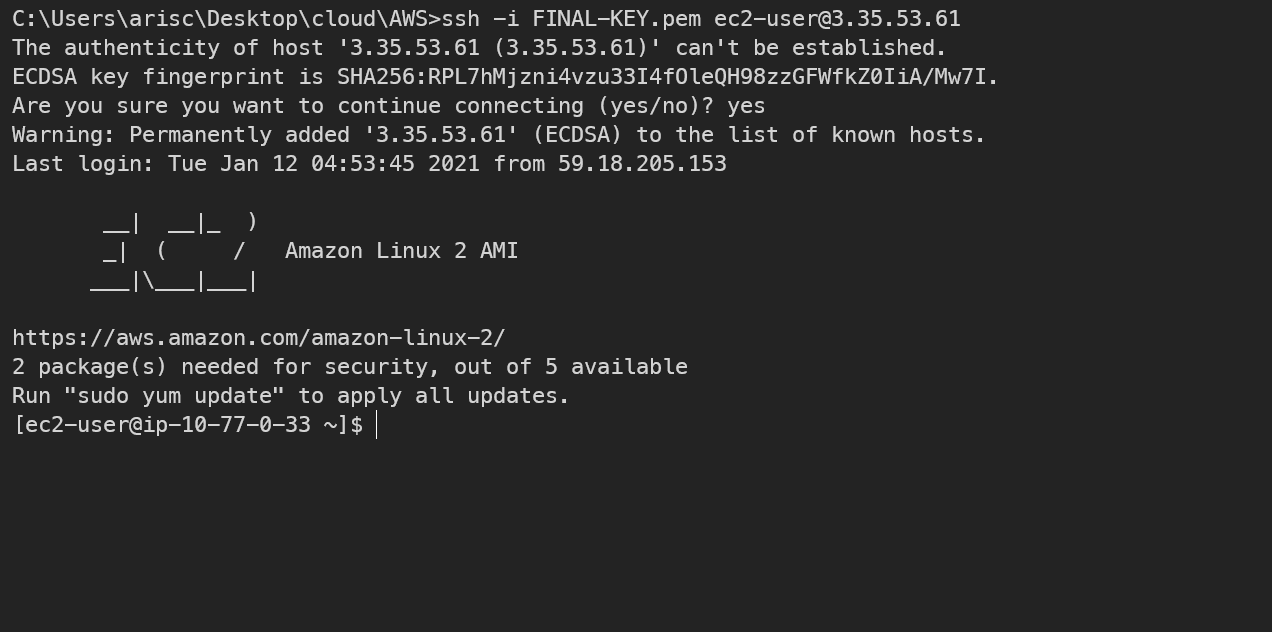 C:\Users\arisc\Desktop\cloud\AWS>ssh -i FINAL-KEY.pem ec2-user@3.35.53.61
The authenticity of host '3.35.53.61 (3.35.53.61)' can't be established.
ECDSA key fingerprint is SHA256:RPL7hMjzni4vzu33I4fOleQH98zzGFWfkZ0IiA/Mw7I.
Are you sure you want to continue connecting (yes/no)? yes
Warning: Permanently added '3.35.53.61' (ECDSA) to the list of known hosts.
Last login: Tue Jan 12 04:53:45 2021 from 59.18.205.153

       __|  __|_  )
       _|  (     /   Amazon Linux 2 AMI
      ___|\___|___|

https://aws.amazon.com/amazon-linux-2/
2 package(s) needed for security, out of 5 available
Run "sudo yum update" to apply all updates.
[ec2-user@ip-10-77-0-33 ~]$